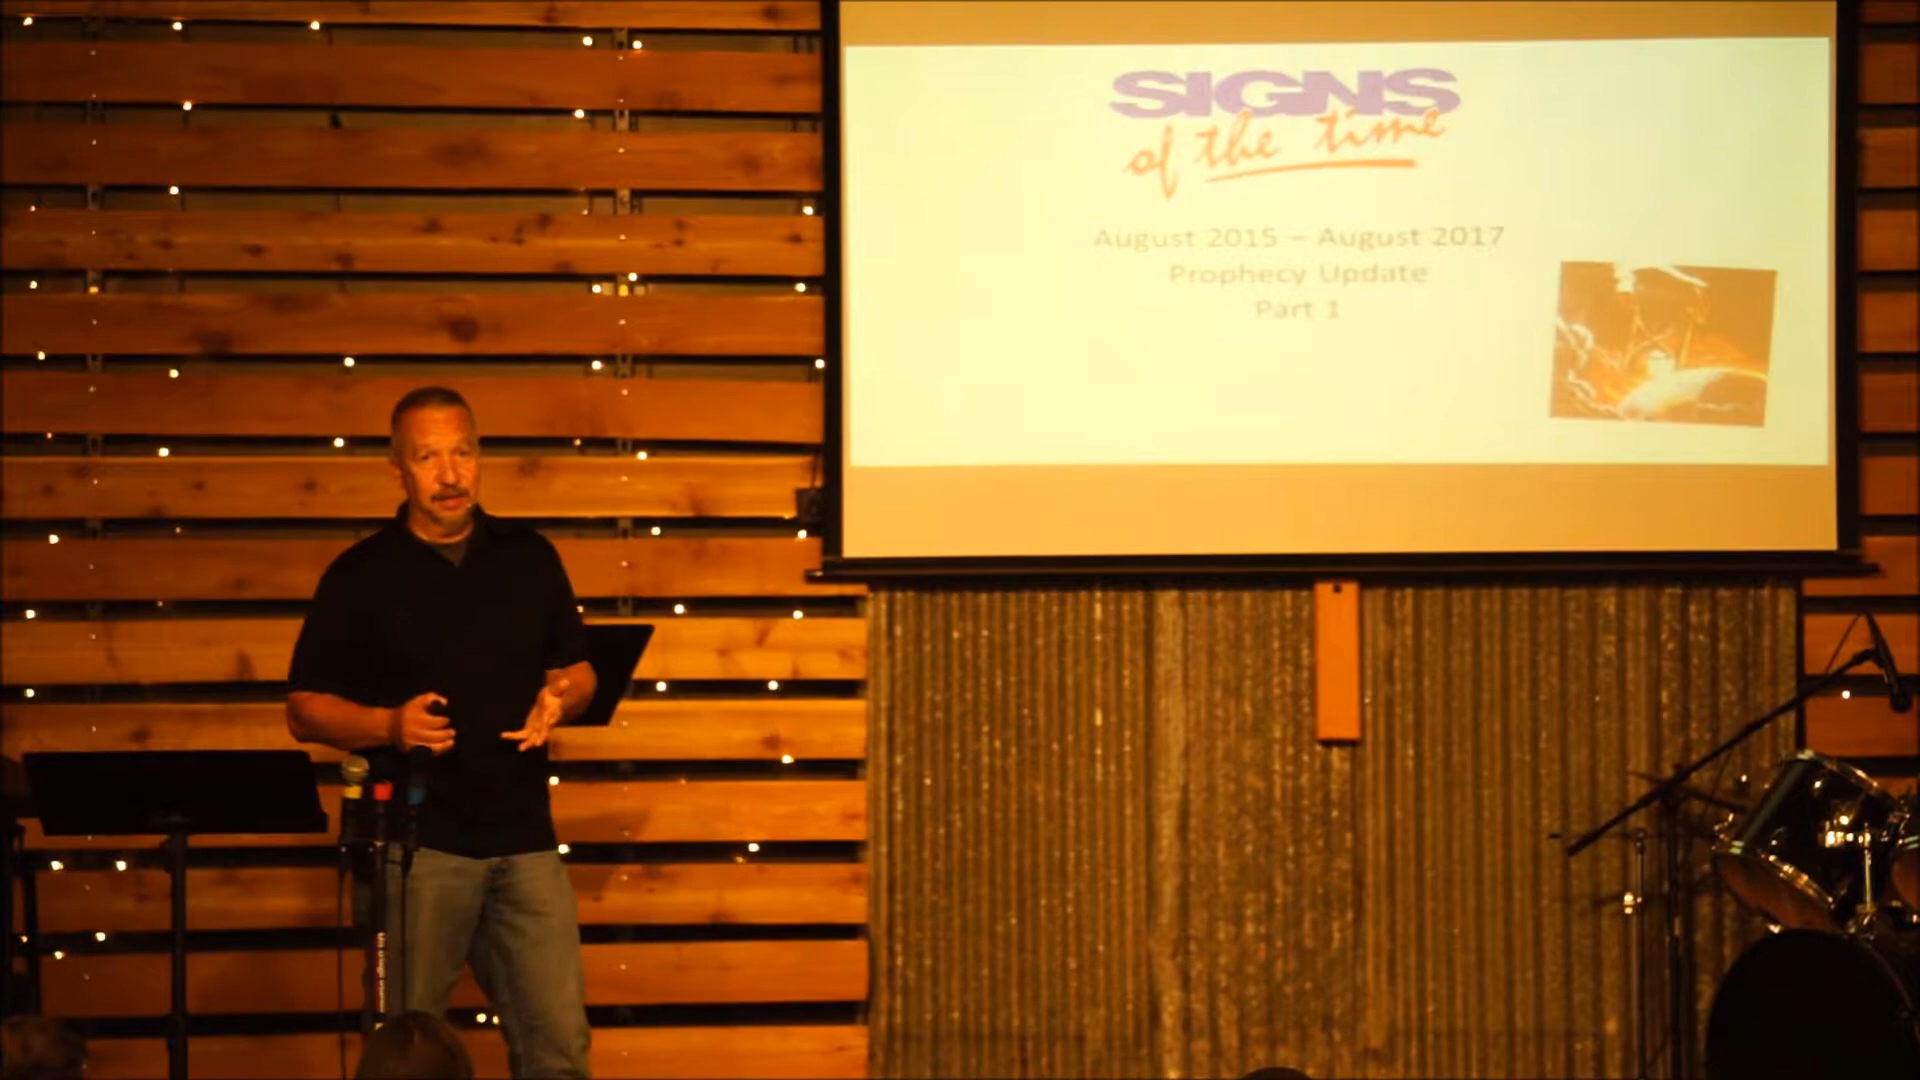 SIGNS
of the time
August 2015 – August 2017
Prophecy Update
Part 1